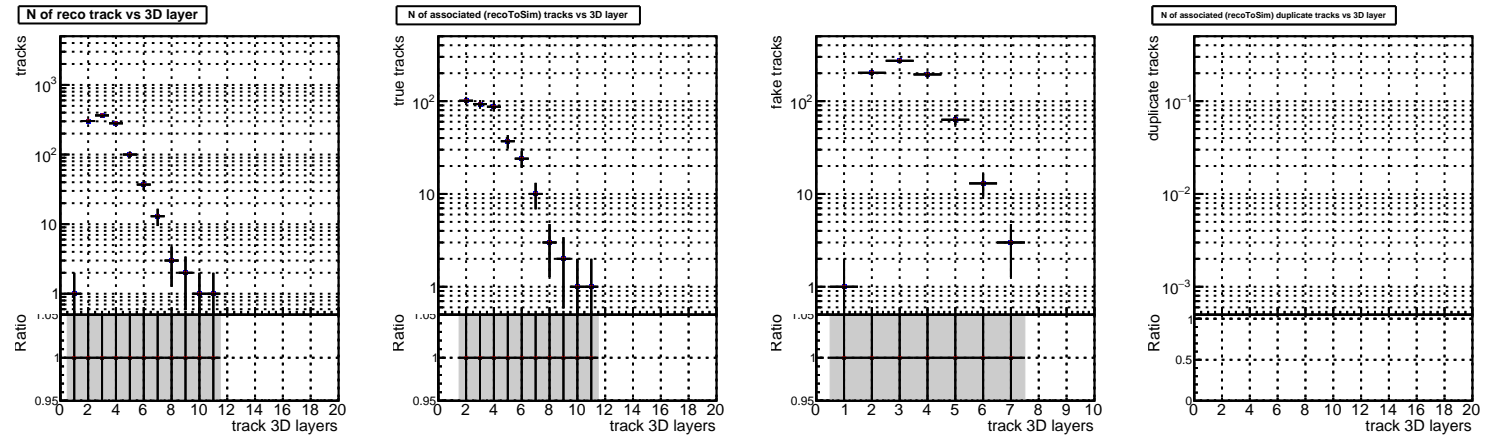 N of reco track vs 3D layer
tracks
10³
10²
10
1
Ratio
1.05
1
0.95
0 2 4 6 8 10 12 14 16 18 20
track 3D layers
N of associated (recoToSim) tracks vs 3D layer
true tracks
10²
10
1
Ratio
1.05
1
0.95
0 2 4 6 8 10 12 14 16 18 20
track 3D layers
fake tracks
10²
10
1
Ratio
1.05
1
0.95
0 1 2 3 4 5 6 7 8 9 10
track 3D layers
N of associated (recoToSim) duplicate tracks vs 3D layer
duplicate tracks
10⁻¹
10⁻²
10⁻³
Ratio
1
0.5
0
0 2 4 6 8 10 12 14 16 18 20
track 3D layers